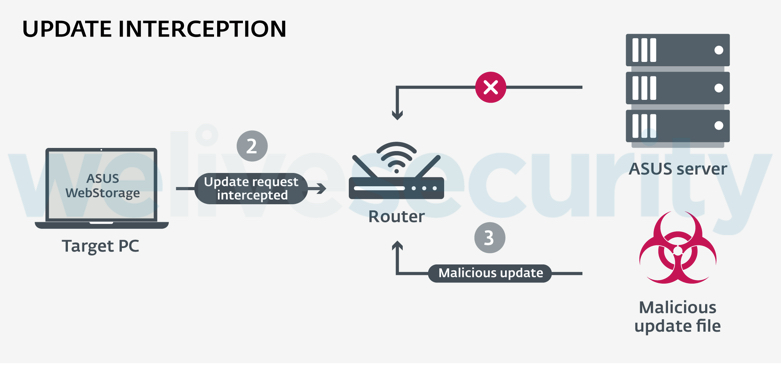 UPDATE INTERCEPTION
welivesecurity
2
ASUS
WebStorage
Update request
intercepted
Target PC
Router
ASUS server
3
Malicious update
Malicious
update file